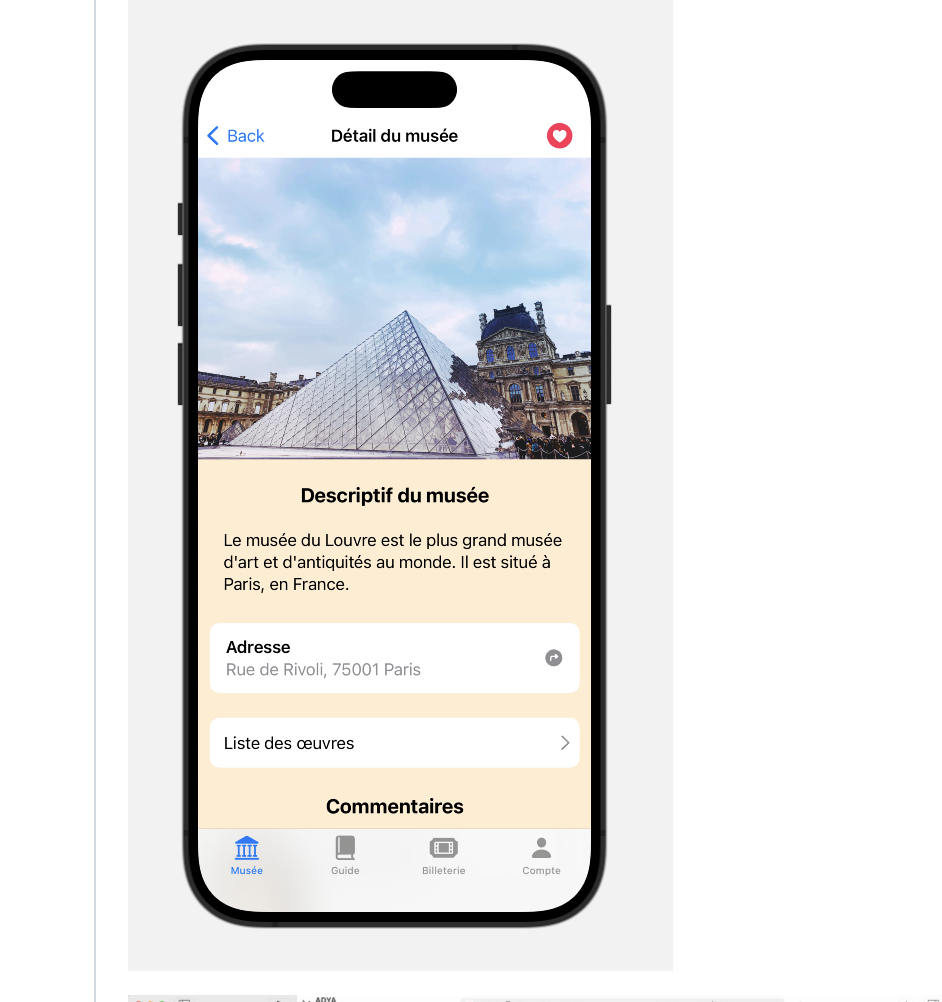 Back
Détail du musée
Descriptif du musée
Le musée du Louvre est le plus grand musée
d'art et d'antiquités au monde. Il est situé à
Paris, en France.
Adresse
Rue de Rivoli, 75001 Paris
Liste des œuvres
Commentaires
Musée
Guide
Billeterie
Compte